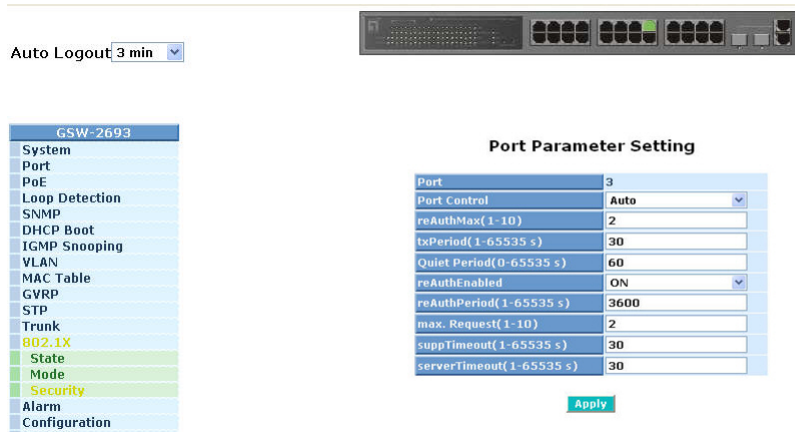 Auto Logout 3 min
GSW-2693
System
Port
PoE
Loop Detection
SNMP
DHCP Boot
IGMP Snooping
VLAN
MAC Table
GVRP
STP
Trunk
802.1X
State
Mode
Security
Alarm
Configuration
Port Parameter Setting
Port 3
Port Control Auto
reAuthMax(1-10) 2
txPeriod(1-65535 s) 30
Quiet Period(0-65535 s) 60
reAuthEnabled ON
reAuthPeriod(1-65535 s) 3600
max. Request(1-10) 2
suppTimeout(1-65535 s) 30
serverTimeout(1-65535 s) 30
Apply